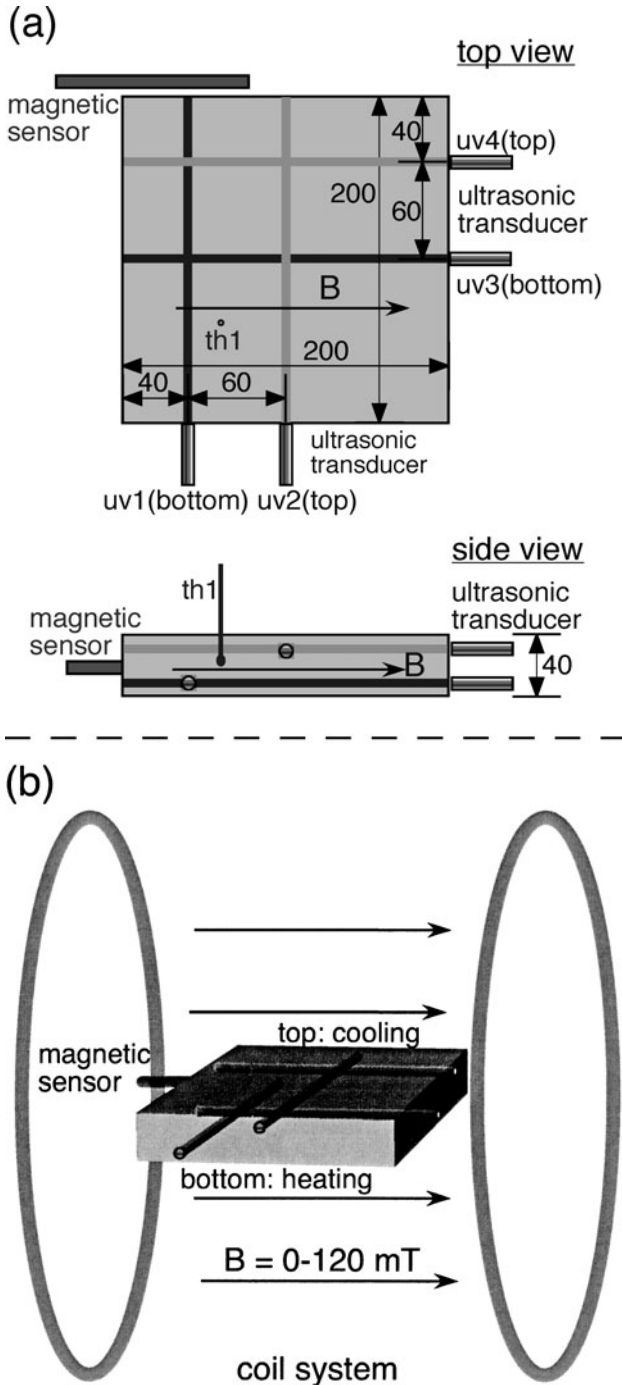 (a)
top view
magnetic
sensor
40
uv4(top)
200
ultrasonic
transducer
60
uv3(bottom)
B
th1
200
40
60
ultrasonic
transducer
uv1(bottom)
uv2(top)
side view
th1
ultrasonic
transducer
magnetic
sensor
B
40
(b)
top: cooling
magnetic
sensor
bottom: heating
B = 0-120 mT
coil system